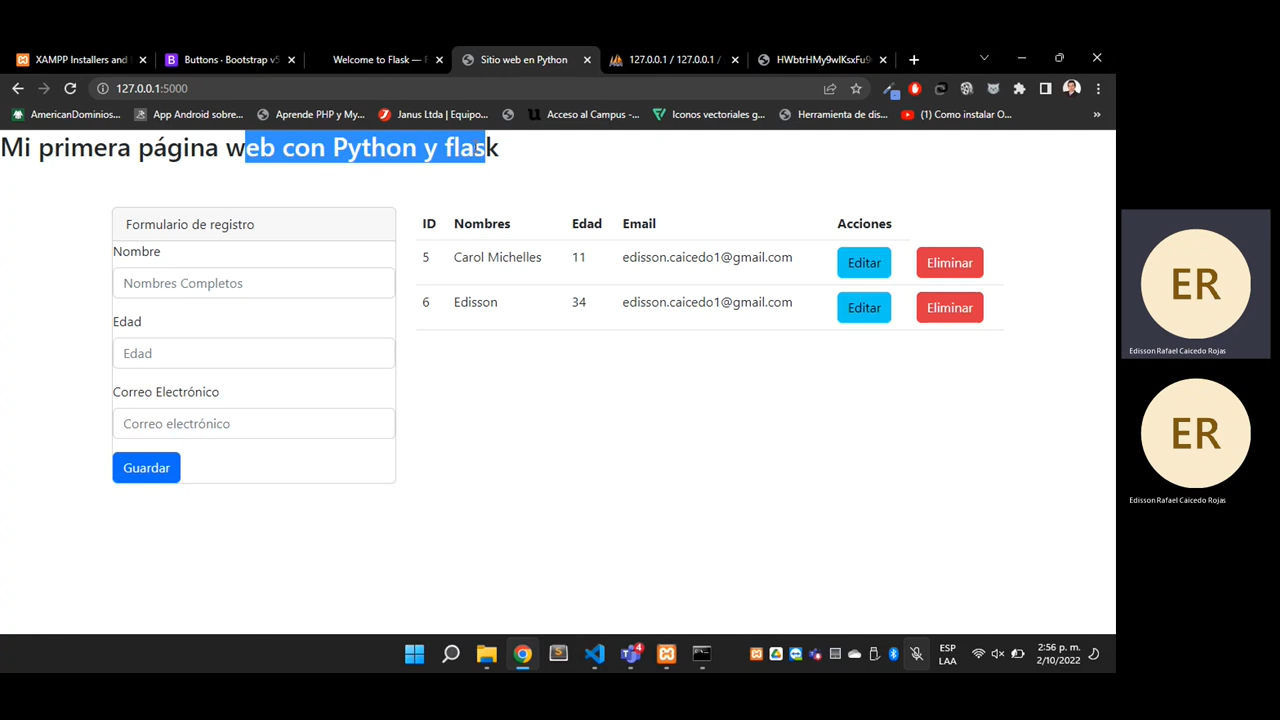 XAMPP Installers and
Buttons · Bootstrap v5
Welcome to Flask —
Sitio web en Python
127.0.0.1 / 127.0.0.1 /
HWbtrHMy9wIKsxFu9
127.0.0.1:5000
AmericanDominios...
App Android sobre...
Aprende PHP y My...
Janus Ltda | Equipo...
Acceso al Campus -...
Iconos vectoriales g...
Herramienta de dis...
(1) Como instalar O...
»
Mi primera página web con Python y flask
Formulario de registro
Nombre
Nombres Completos
Edad
Edad
Correo Electrónico
Correo electrónico
Guardar
ID Nombres Edad Email Acciones
5 Carol Michelles 11 edisson.caicedo1@gmail.com Editar Eliminar
6 Edisson 34 edisson.caicedo1@gmail.com Editar Eliminar
ER
Edisson Rafael Caicedo Rojas
ER
Edisson Rafael Caicedo Rojas
4
ESP
LAA
2:56 p. m.
2/10/2022